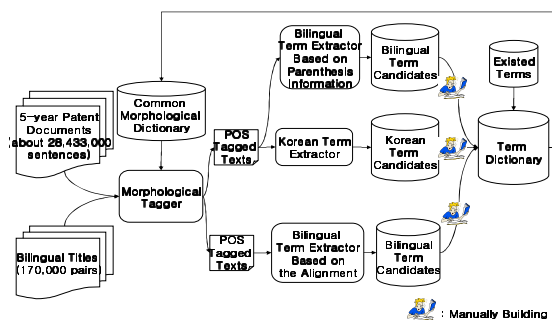 5-year Patent
Documents
(about 28,433,000
sentences)
Bilingual Titles
(170,000 pairs)
Common
Morphological
Dictionary
Morphological
Tagger
POS
Tagged
Texts
POS
Tagged
Texts
Bilingual
Term Extractor
Based on
Parenthesis
Information
Korean Term
Extractor
Bilingual
Term Extractor
Based on
the Alignment
Bilingual
Term
Candidates
Korean
Term
Candidates
Bilingual
Term
Candidates
Existed
Terms
Term
Dictionary
: Manually Building